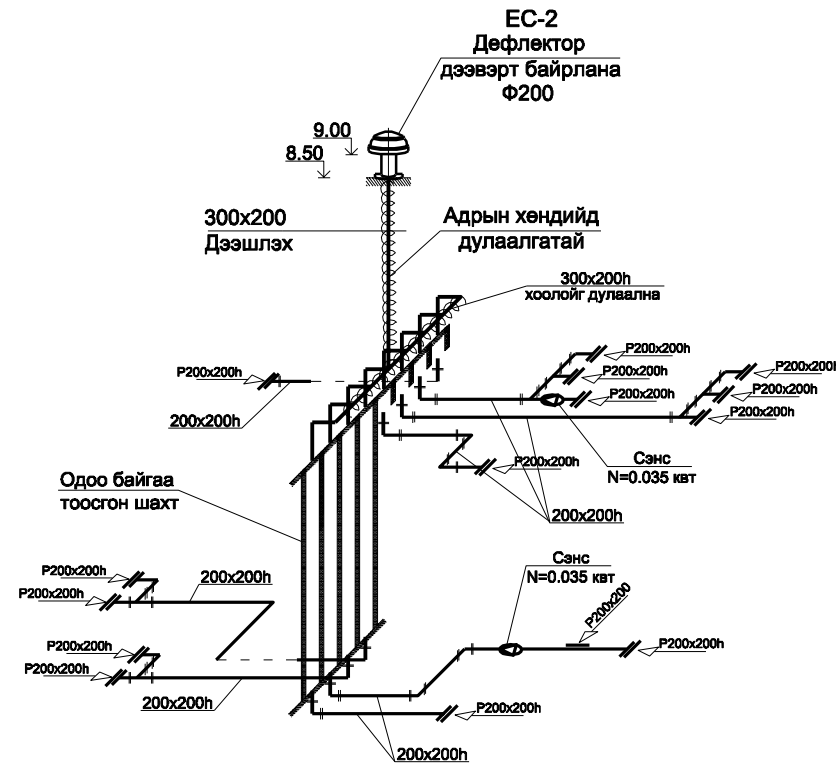 ЕС-2
Дефлектор
дээвэрт байрлана
Ф200
9.00
8.50
300x200
Дээшлэх
Адрын хөндийд
дулаалгатай
300x200h
хоолойг дулаална
P200x200h
P200x200h
P200x200h
P200x200h
P200x200l
P200x200h
P200x200h
200x200h
P200x200h
Сэнс
N=0.035 квт
200x200h
Одоо байгаа
тоосгон шахт
P200x200h
P200x200h
200x200h
P200x200h
P200x200h
200x200h
Сэнс
N=0.035 квт
P200x200
P200x200h
P200x200h
200x200h